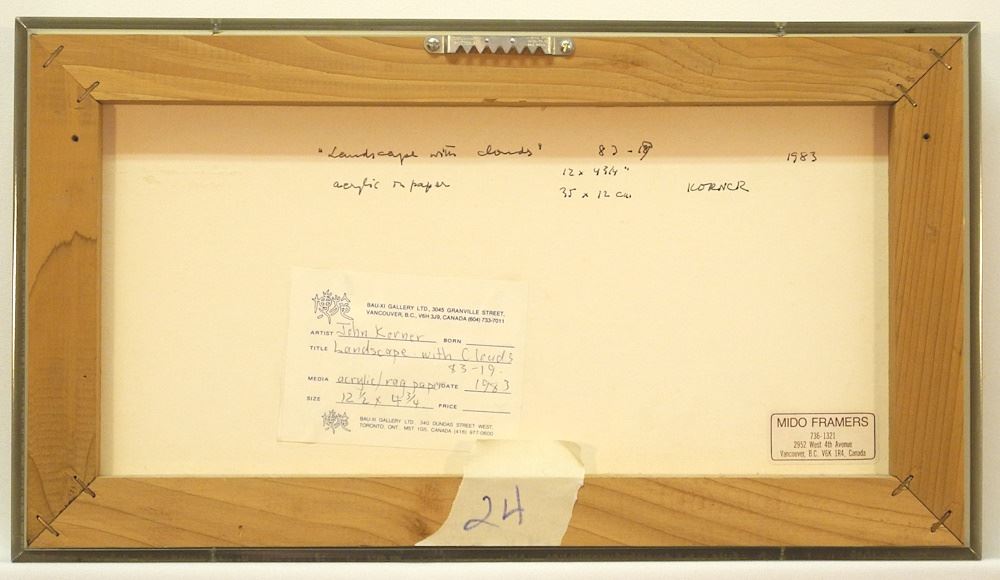 "Landscape with clouds" 83-19 1983
12 x 4 3/4"
acrylic on paper
35 x 12 cm KORNER
BAU-XI GALLERY LTD., 3045 GRANVILLE STREET,
VANCOUVER, B.C., V6H 3J9, CANADA (604) 733-7011
ARTIST John Korner BORN
TITLE Landscape with Clouds
83-19.
MEDIA acrylic/rag paper DATE 1983
SIZE 12 1/2 x 4 3/4 PRICE
BAU-XI GALLERY LTD., 340 DUNDAS STREET WEST,
TORONTO, ONT. M5T 1G5, CANADA (416) 977-0600
MIDO FRAMERS
736-1321
2952 West 4th Avenue
Vancouver, B.C. V6K 1R4, Canada
24